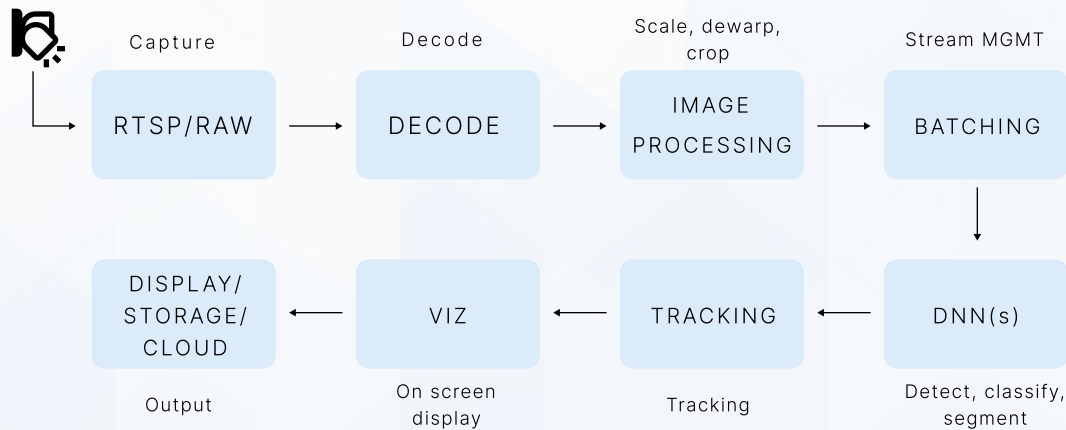 Capture
RTSP/RAW
Decode
DECODE
Scale, dewarp,
crop
IMAGE
PROCESSING
Stream MGMT
BATCHING
DNN(s)
Detect, classify,
segment
TRACKING
Tracking
VIZ
On screen
display
DISPLAY/
STORAGE/
CLOUD
Output